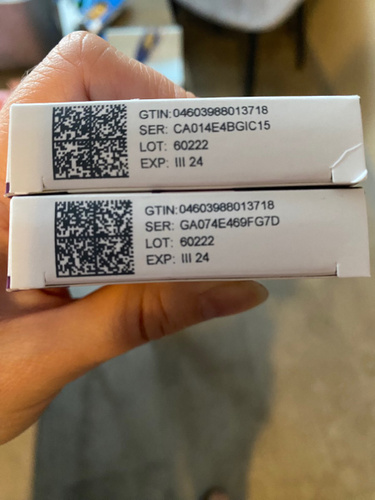 GTIN:04603988013718
SER: CA014E4BGIC15
LOT: 60222
EXP: III 24
GTIN:04603988013718
SER: GA074E469FG7D
LOT: 60222
EXP: III 24